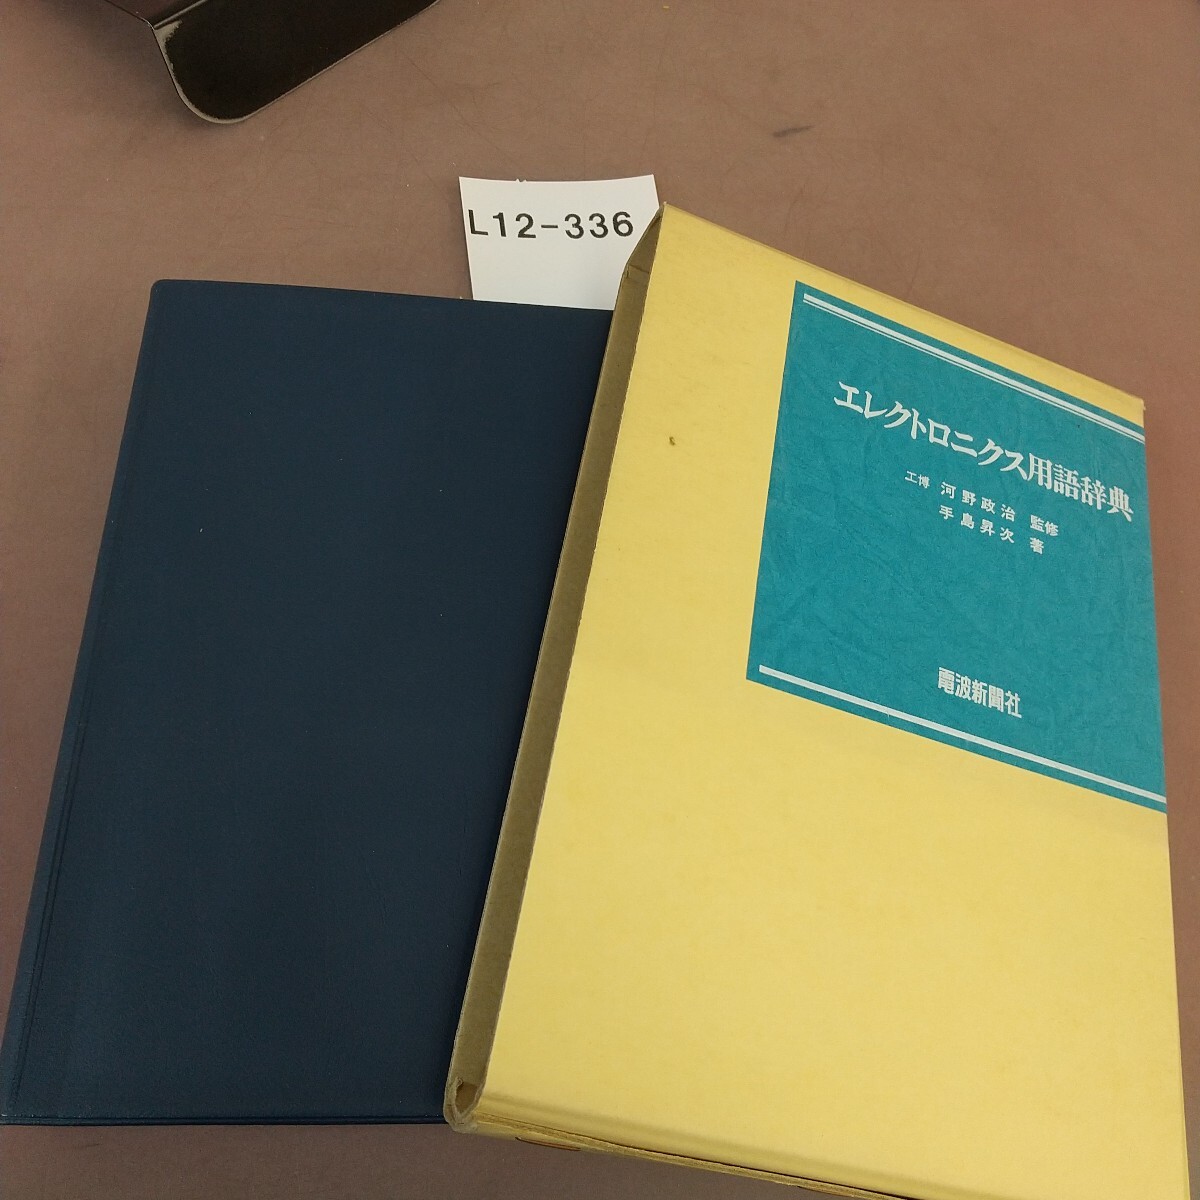 L12-336
エレクトロニクス用語辞典
工博 河野政治 監修
手島昇次 著
電波新聞社